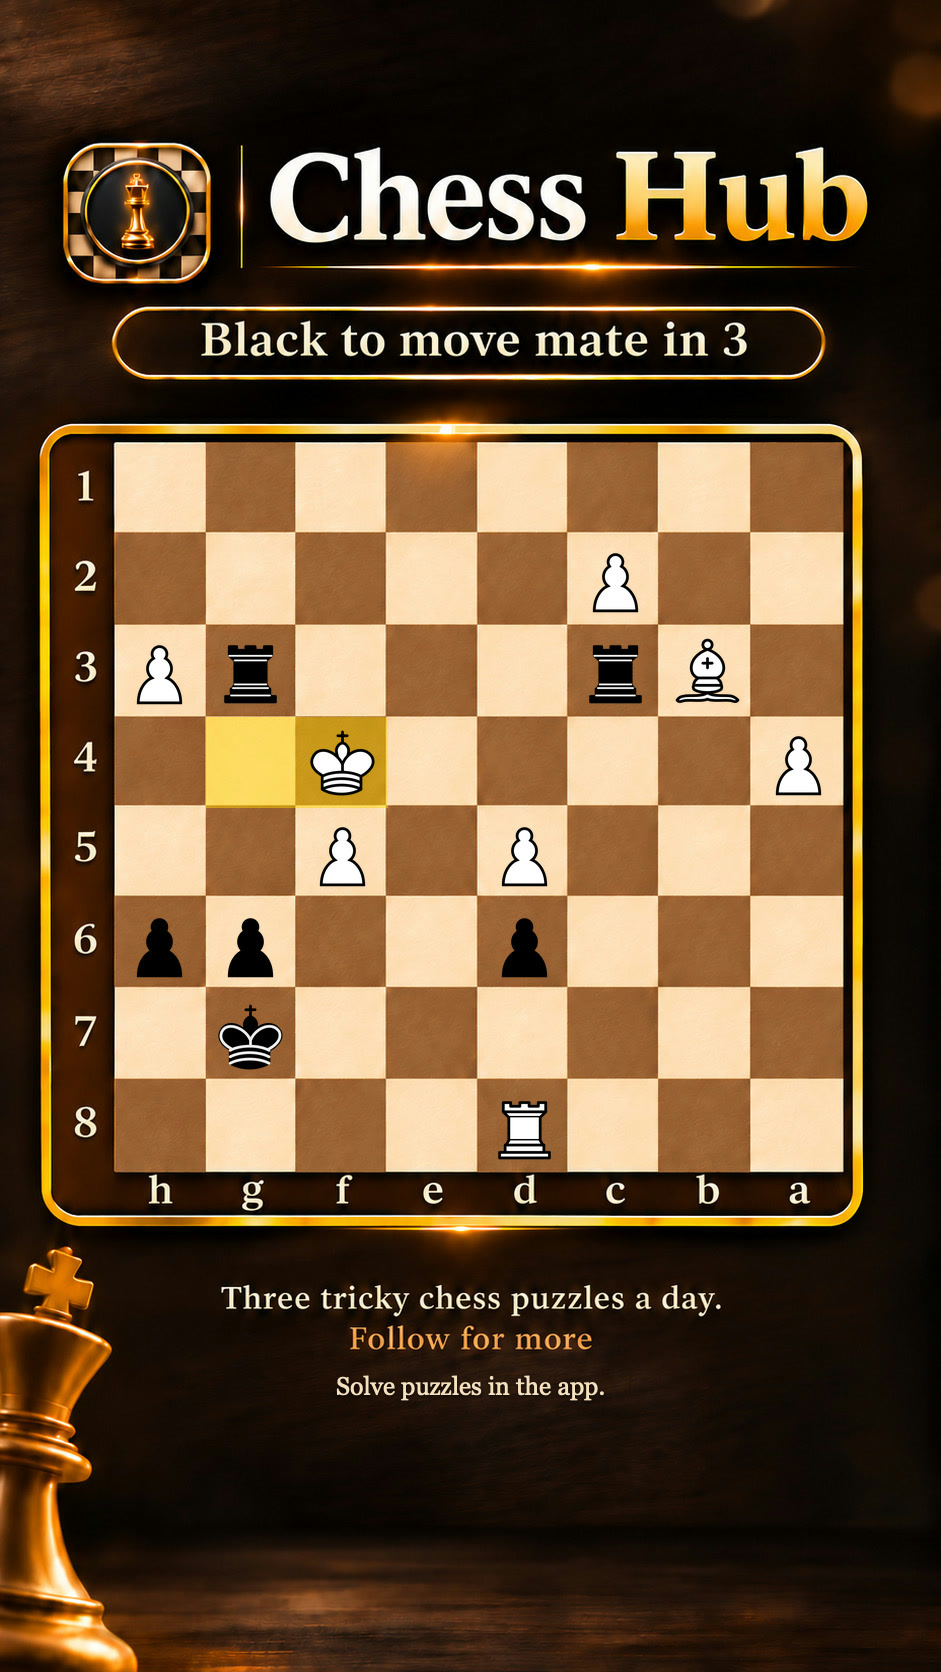 Chess Hub
Black to move mate in 3
1
2
3
4
5
6
7
8
h g f e d c b a
Three tricky chess puzzles a day.
Follow for more
Solve puzzles in the app.